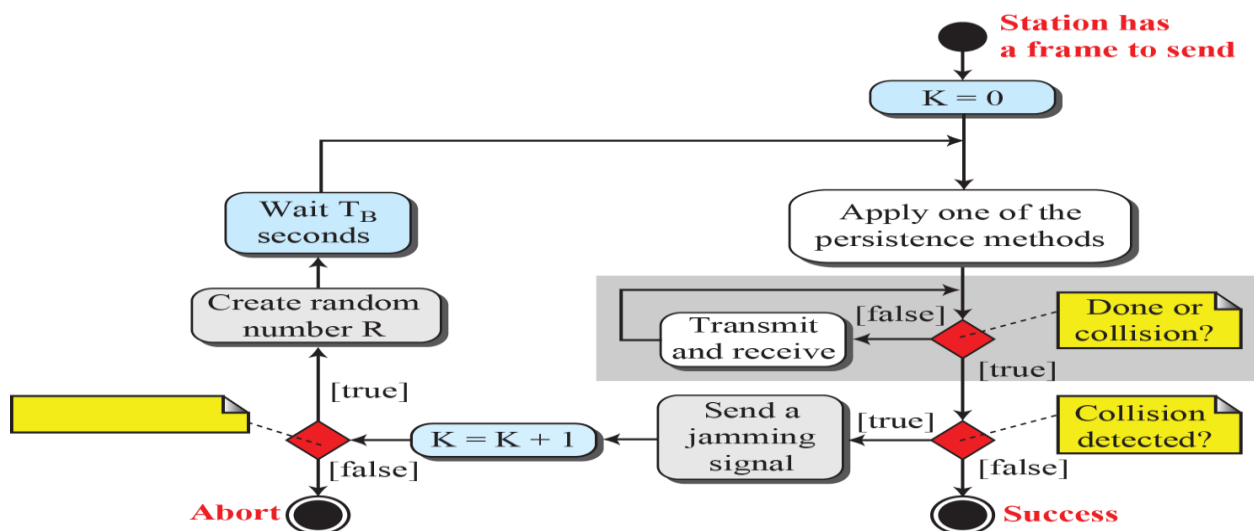 Station has
a frame to send
K = 0
Wait T_B
seconds
Apply one of the
persistence methods
Create random
number R
[false]
Transmit
and receive
Done or
collision?
[true]
[true]
Send a
jamming
signal
[true]
Collision
detected?
K = K + 1
[false]
[false]
Abort
Success